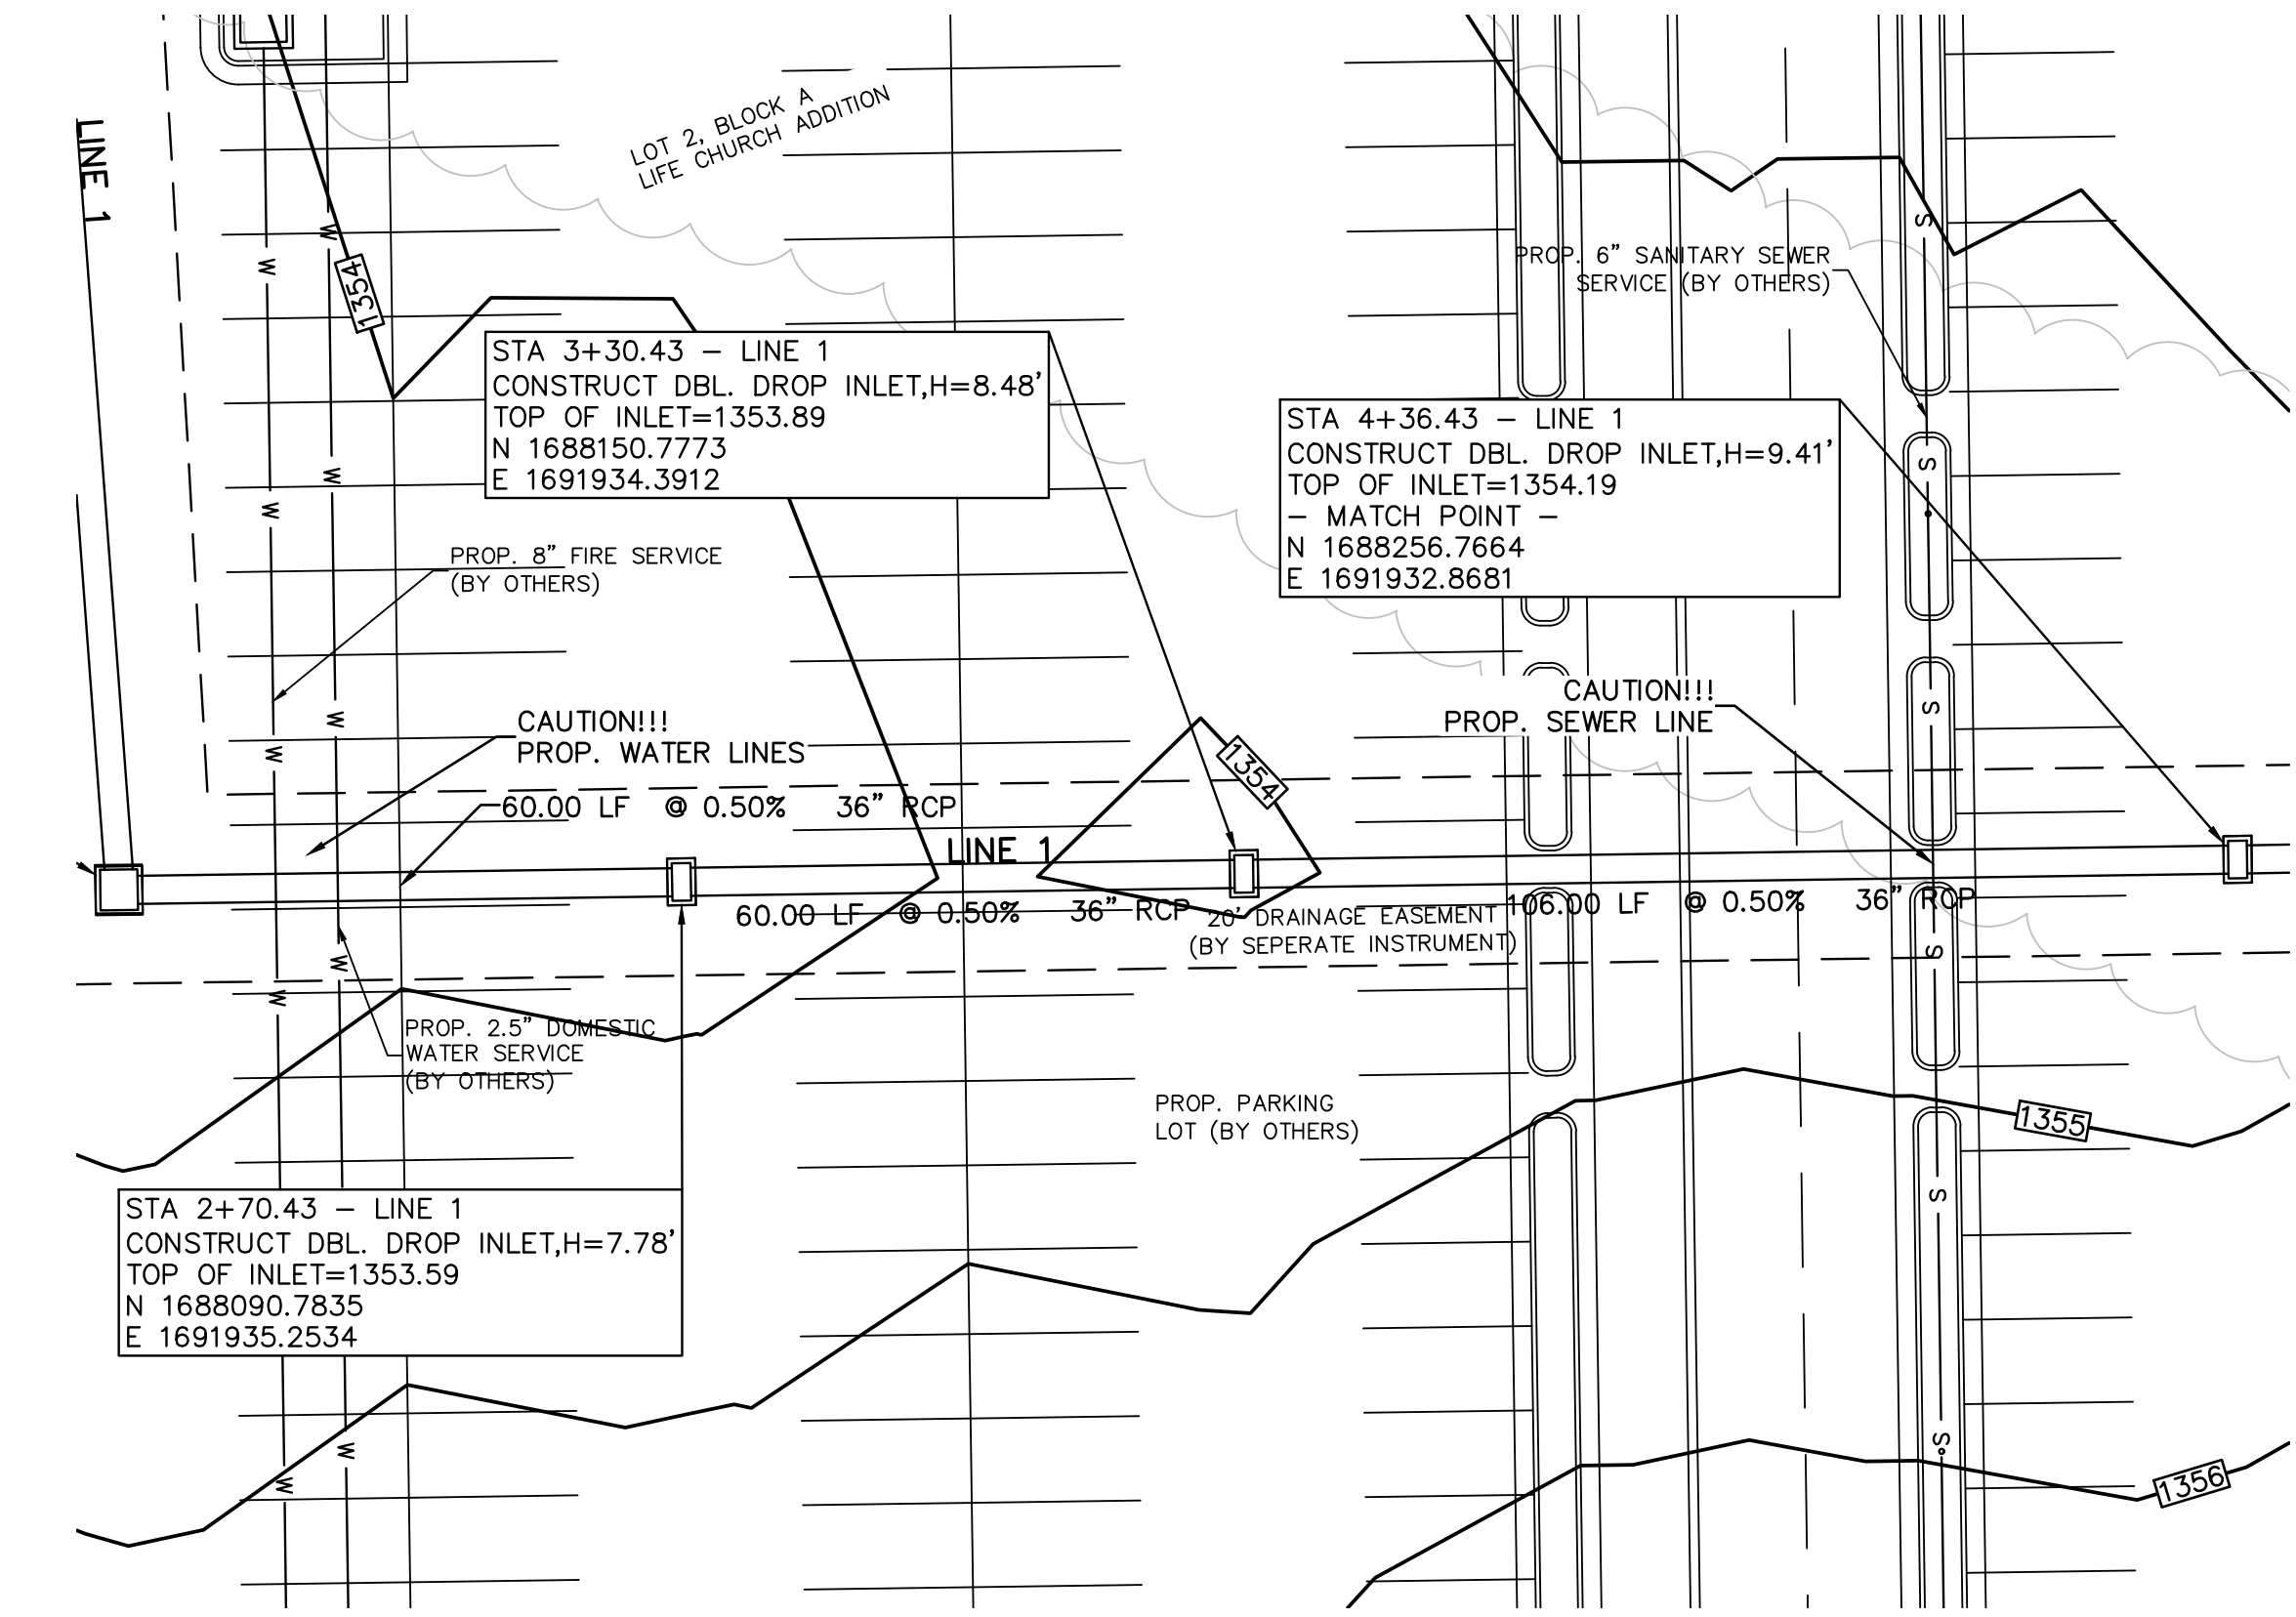 LINE 1
LOT 2, BLOCK A
LIFE CHURCH ADDITION
1354
PROP. 6" SANITARY SEWER
SERVICE (BY OTHERS)
STA 3+30.43 – LINE 1
CONSTRUCT DBL. DROP INLET,H=8.48'
TOP OF INLET=1353.89
N 1688150.7773
E 1691934.3912
STA 4+36.43 – LINE 1
CONSTRUCT DBL. DROP INLET,H=9.41'
TOP OF INLET=1354.19
– MATCH POINT –
N 1688256.7664
E 1691932.8681
PROP. 8" FIRE SERVICE
(BY OTHERS)
CAUTION!!!
PROP. WATER LINES
CAUTION!!!
PROP. SEWER LINE
1354
60.00 LF @ 0.50% 36" RCP
LINE 1
60.00 LF @ 0.50% 36" RCP
20' DRAINAGE EASEMENT
(BY SEPERATE INSTRUMENT)
106.00 LF @ 0.50% 36" RCP
PROP. 2.5" DOMESTIC
WATER SERVICE
(BY OTHERS)
PROP. PARKING
LOT (BY OTHERS)
1355
STA 2+70.43 – LINE 1
CONSTRUCT DBL. DROP INLET,H=7.78'
TOP OF INLET=1353.59
N 1688090.7835
E 1691935.2534
1356
W
W
W
W
W
W
W
W
W
W
S
S
S
S
S
S